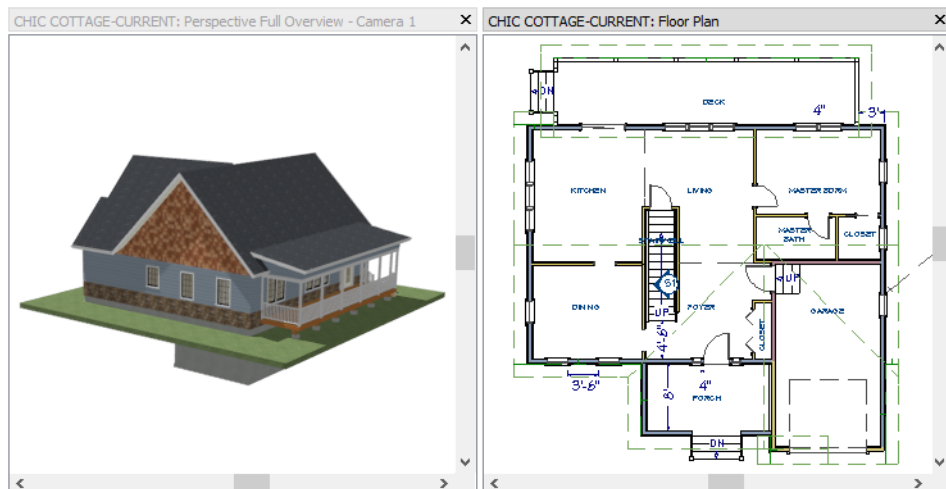 CHIC COTTAGE-CURRENT: Perspective Full Overview - Camera 1
CHIC COTTAGE-CURRENT: Floor Plan
DN
DECK
4"
3'
KITCHEN
LIVING
MASTER BDRM
MASTER BATH
CLOSET
UP
DINING
UP
FOYER
CLOSET
GARAGE
4'-6"
3'-6"
8'
4"
PORCH
DN